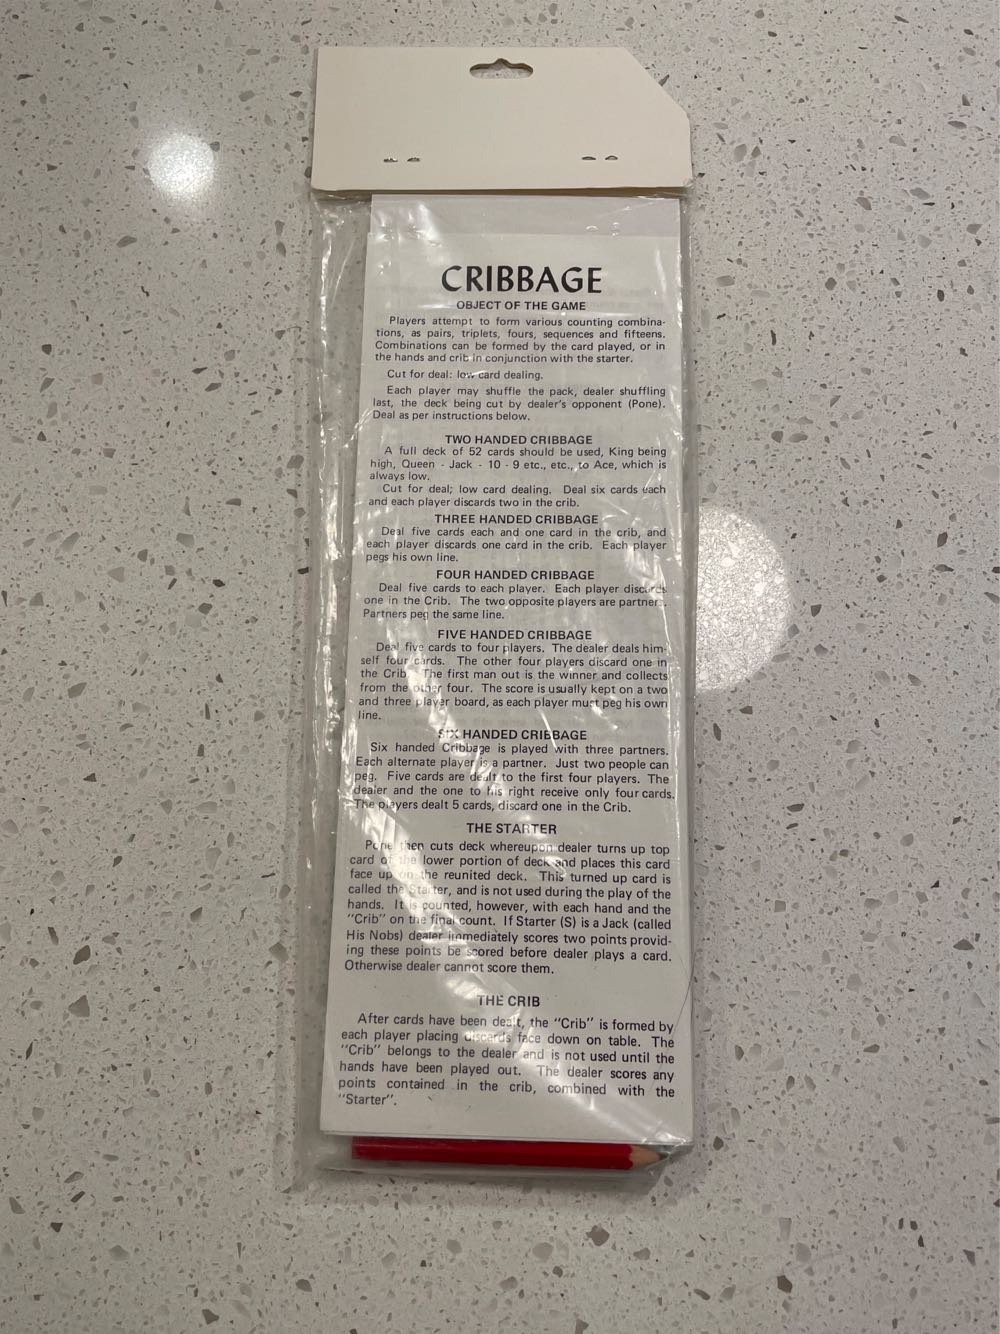 CRIBBAGE
OBJECT OF THE GAME
Players attempt to form various counting combina-
tions, as pairs, triplets, fours, sequences and fifteens.
Combinations can be formed by the card played, or in
the hands and crib in conjunction with the starter.
Cut for deal: low card dealing.
Each player may shuffle the pack, dealer shuffling
last, the deck being cut by dealer's opponent (Pone).
Deal as per instructions below.
TWO HANDED CRIBBAGE
A full deck of 52 cards should be used, King being
high, Queen - Jack - 10 - 9 etc., etc., to Ace, which is
always low.
Cut for deal; low card dealing. Deal six cards each
and each player discards two in the crib.
THREE HANDED CRIBBAGE
Deal five cards each and one card in the crib, and
each player discards one card in the crib. Each player
pegs his own line.
FOUR HANDED CRIBBAGE
Deal five cards to each player. Each player discards
one in the Crib. The two opposite players are partners.
Partners peg the same line.
FIVE HANDED CRIBBAGE
Deal five cards to four players. The dealer deals him-
self four cards. The other four players discard one in
the Crib. The first man out is the winner and collects
from the other four. The score is usually kept on a two
and three player board, as each player must peg his own
line.
SIX HANDED CRIBBAGE
Six handed Cribbage is played with three partners.
Each alternate player is a partner. Just two people can
peg. Five cards are dealt to the first four players. The
dealer and the one to his right receive only four cards.
The players dealt 5 cards, discard one in the Crib.
THE STARTER
Pone then cuts deck whereupon dealer turns up top
card of the lower portion of deck and places this card
face up on the reunited deck. This turned up card is
called the Starter, and is not used during the play of the
hands. It is counted, however, with each hand and the
"Crib" on the final count. If Starter (S) is a Jack (called
His Nobs) dealer immediately scores two points provid-
ing these points be scored before dealer plays a card.
Otherwise dealer cannot score them.
THE CRIB
After cards have been dealt, the "Crib" is formed by
each player placing discards face down on table. The
"Crib" belongs to the dealer and is not used until the
hands have been played out. The dealer scores any
points contained in the crib, combined with the
"Starter".